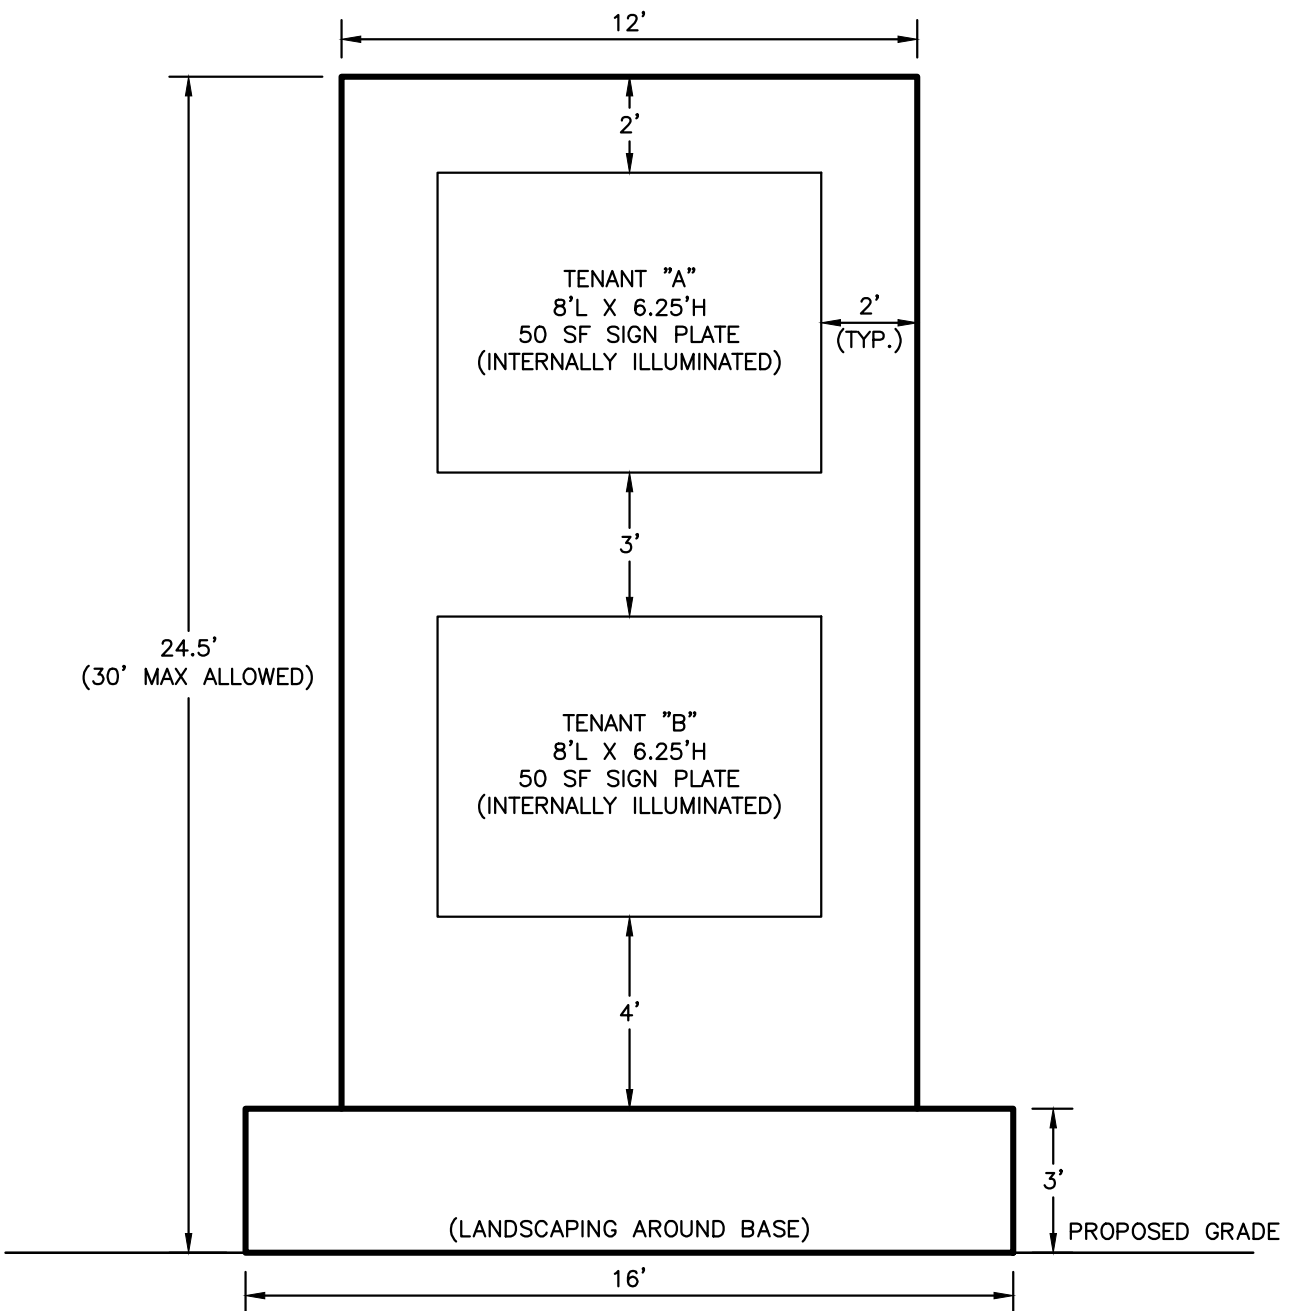 12'
2'
TENANT "A"
8'L X 6.25'H
50 SF SIGN PLATE
(INTERNALLY ILLUMINATED)
2'
(TYP.)
3'
24.5'
(30' MAX ALLOWED)
TENANT "B"
8'L X 6.25'H
50 SF SIGN PLATE
(INTERNALLY ILLUMINATED)
4'
3'
(LANDSCAPING AROUND BASE)
PROPOSED GRADE
16'